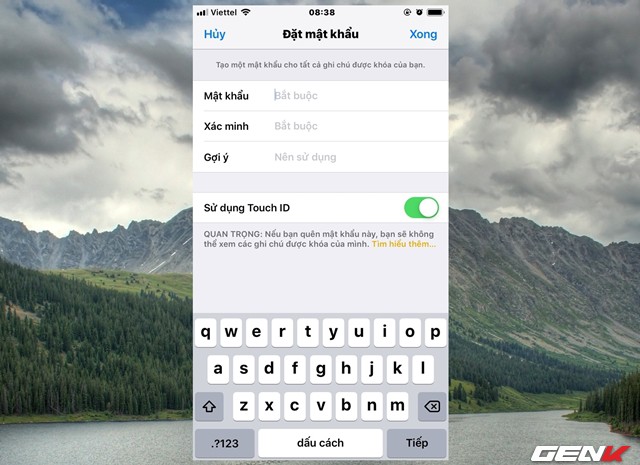 Viettel 08:38
Hủy Đặt mật khẩu Xong
Tạo một mật khẩu cho tất cả ghi chú được khóa của bạn.
Mật khẩu Bắt buộc
Xác minh Bắt buộc
Gợi ý Nên sử dụng
Sử dụng Touch ID
QUAN TRỌNG: Nếu bạn quên mật khẩu này, bạn sẽ không
thể xem các ghi chú được khóa của mình. Tìm hiểu thêm...
q w e r t y u i o p
a s d f g h j k l
z x c v b n m
.?123 dấu cách Tiếp
GENK